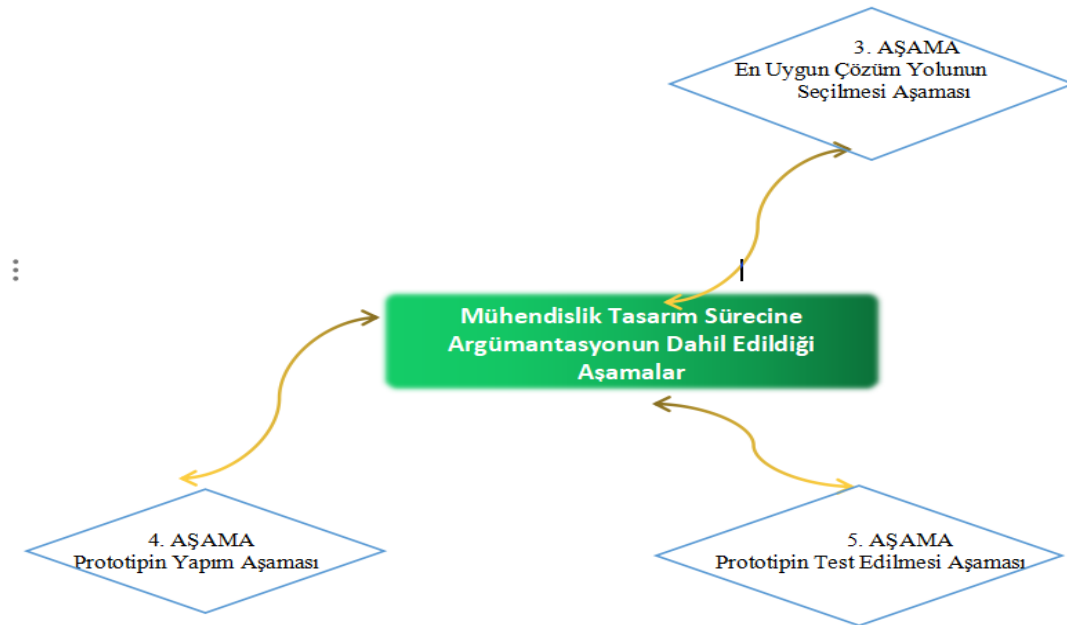 3. AŞAMA
En Uygun Çözüm Yolunun
Seçilmesi Aşaması
Mühendislik Tasarım Sürecine
Argümantasyonun Dahil Edildiği
Aşamalar
4. AŞAMA
Prototipin Yapım Aşaması
5. AŞAMA
Prototipin Test Edilmesi Aşaması